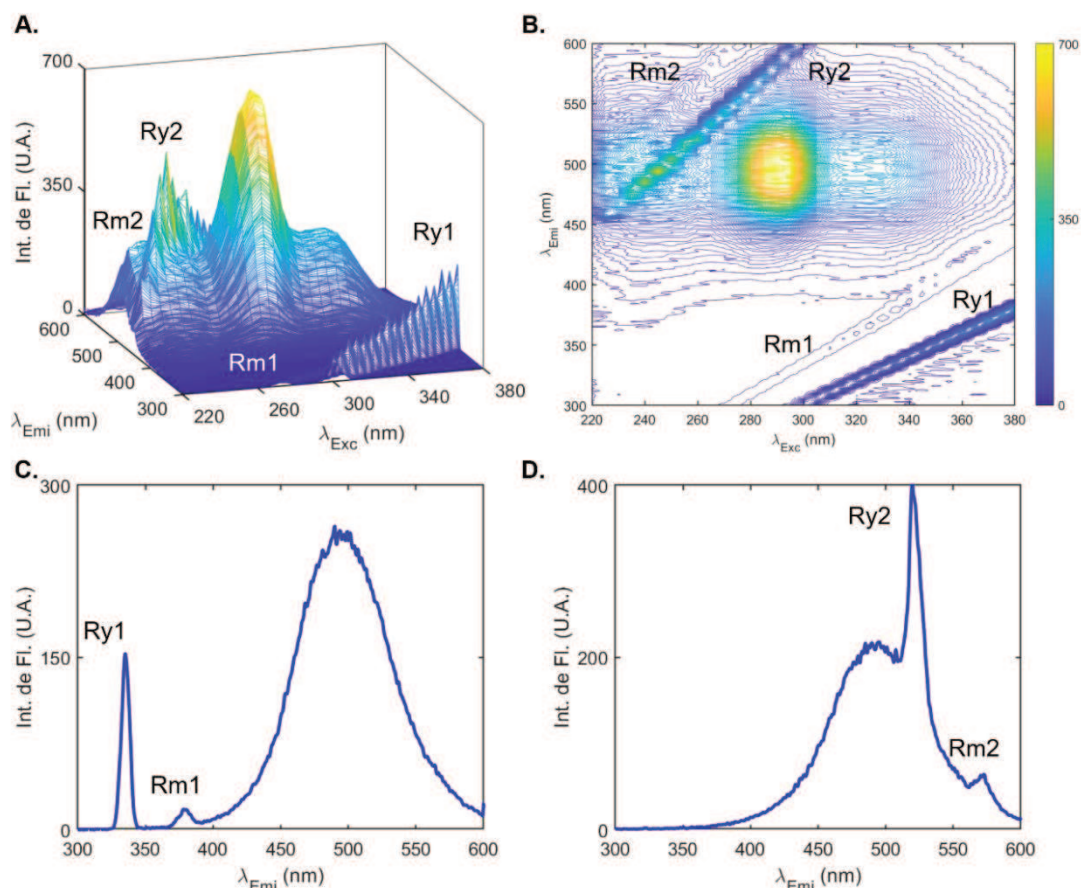 A.
700
350
0
Int. de Fl. (U.A.)
Ry2
Rm2
Ry1
Rm1
600
500
400
300
λEmi (nm)
220
260
300
340
380
λExc (nm)
B.
600
550
500
450
400
350
300
λEmi (nm)
Rm2
Ry2
Rm1
Ry1
220
240
260
280
300
320
340
360
380
λExc (nm)
700
350
0
C.
300
150
0
Int. de Fl. (U.A.)
Ry1
Rm1
300
350
400
450
500
550
600
λEmi (nm)
D.
400
200
0
Int. de Fl. (U.A.)
Ry2
Rm2
300
350
400
450
500
550
600
λEmi (nm)